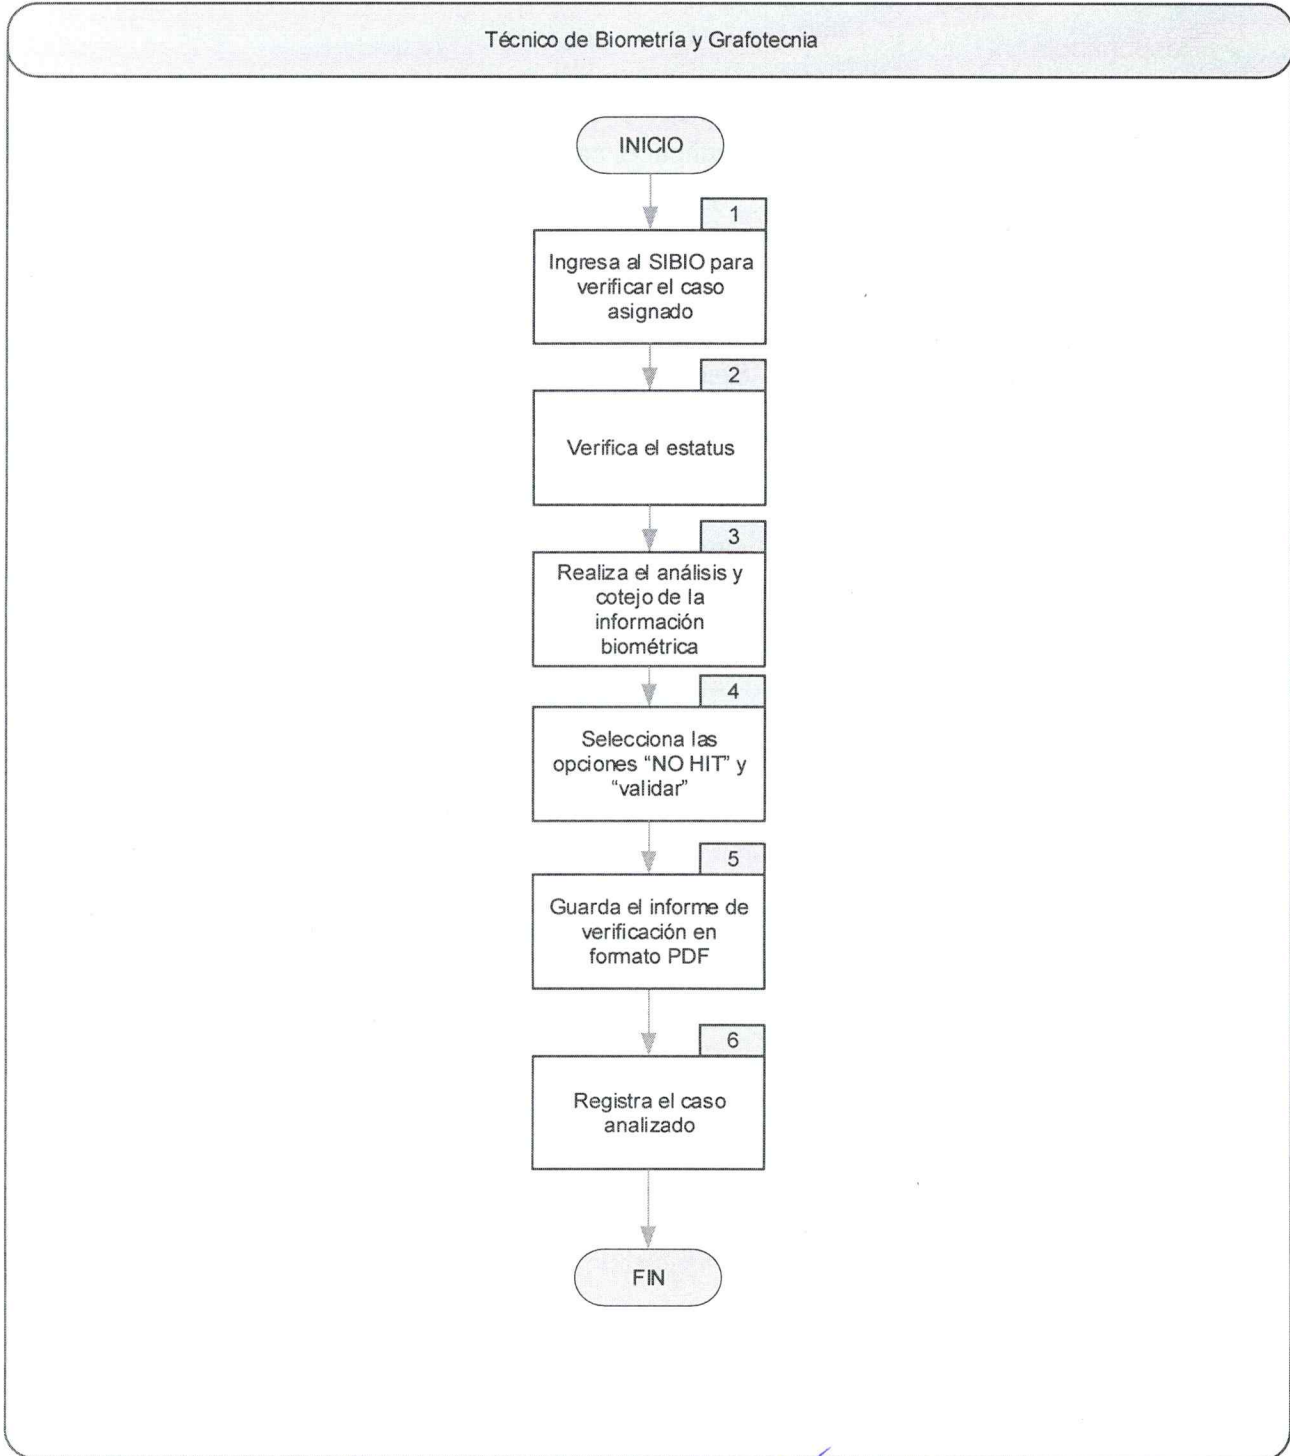 Técnico de Biometría y Grafotecnia
INICIO
1
Ingresa al SIBIO para
verificar el caso
asignado
2
Verifica el estatus
3
Realiza el análisis y
cotejo de la
información
biométrica
4
Selecciona las
opciones “NO HIT” y
“validar”
5
Guarda el informe de
verificación en
formato PDF
6
Registra el caso
analizado
FIN